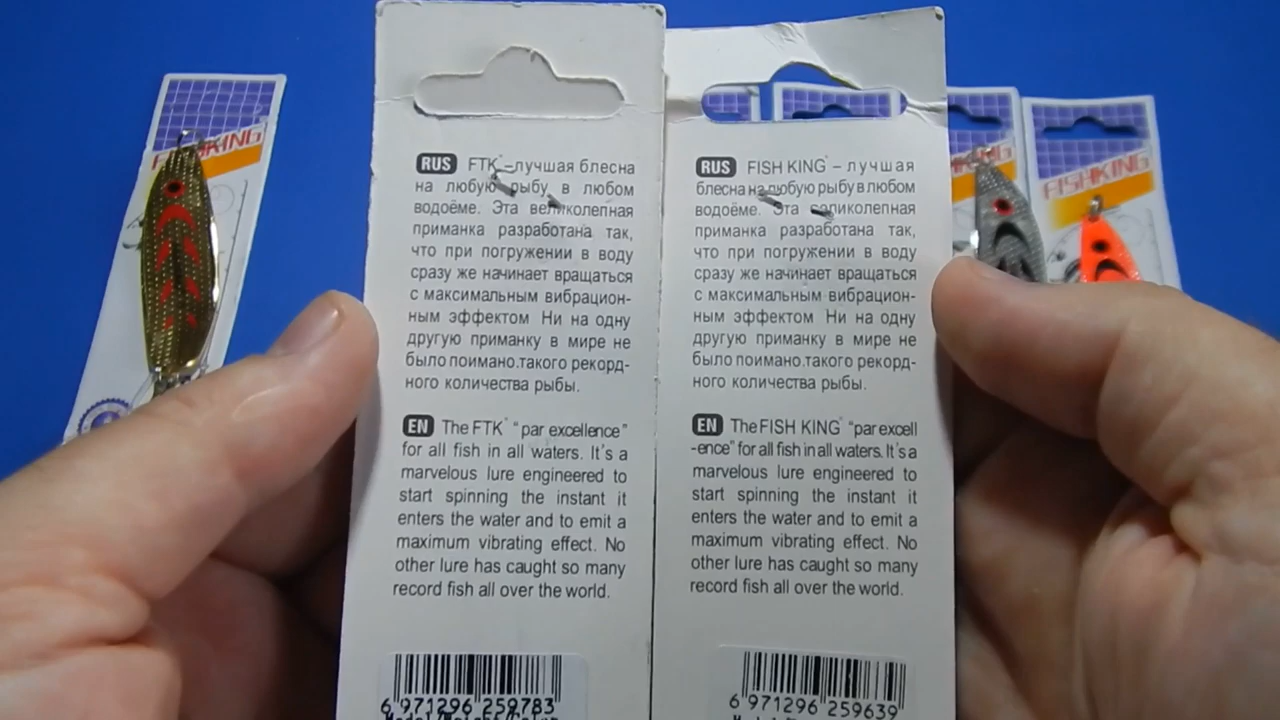 FISHKING
FISHKING
RUS FTK® –лучшая блесна
на любую рыбу в любом
водоёме. Эта великолепная
приманка разработана так,
что при погружении в воду
сразу же начинает вращаться
с максимальным вибрацион-
ным эффектом Ни на одну
другую приманку в мире не
было поимано.такого рекорд-
ного количества рыбы.
EN The FTK® “par excellence”
for all fish in all waters. It's a
marvelous lure engineered to
start spinning the instant it
enters the water and to emit a
maximum vibrating effect. No
other lure has caught so many
record fish all over the world.
6 971296 259783
RUS FISH KING® – лучшая
блесна на любую рыбу в любом
водоёме. Эта великолепная
приманка разработана так,
что при погружении в воду
сразу же начинает вращаться
с максимальным вибрацион-
ным эффектом Ни на одну
другую приманку в мире не
было поимано.такого рекорд-
ного количества рыбы.
EN The FISH KING® “par excell
-ence” for all fish in all waters. It's a
marvelous lure engineered to
start spinning the instant it
enters the water and to emit a
maximum vibrating effect. No
other lure has caught so many
record fish all over the world.
6 971296 259639